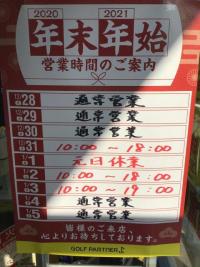 2020 2021
年末年始
営業時間のご案内
12/28 通常営業
12/29 通常営業
12/30 通常営業
12/31 10:00～18:00
1/1 元日休業
1/2 10:00～18:00
1/3 10:00～19:00
1/4 通常営業
1/5 通常営業
皆様のご来店、
心よりお待ちしております。
GOLF PARTNER